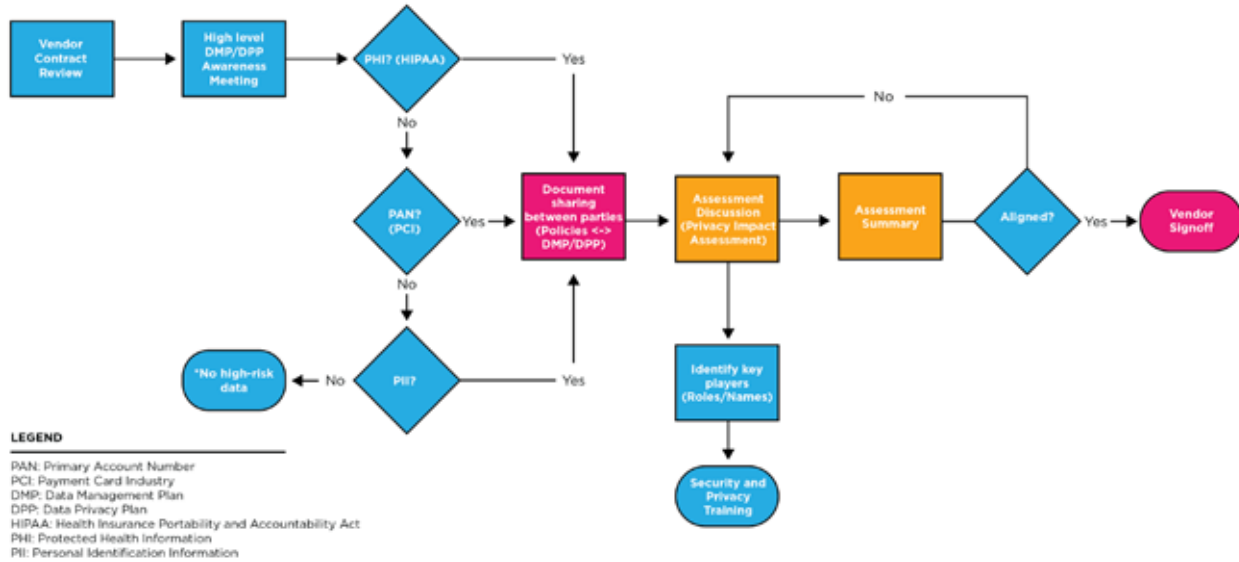 Vendor
Contract
Review
High level
DMP/DPP
Awareness
Meeting
PHI? (HIPAA)
Yes
No
No
PAN?
(PCI)
Yes
Document
sharing
between parties
(Policies <->
DMP/DPP)
Assessment
Discussion
(Privacy Impact
Assessment)
Assessment
Summary
Aligned?
Yes
Vendor
Signoff
No
*No high-risk
data
No
PII?
Yes
Identify key
players
(Roles/Names)
Security and
Privacy
Training
LEGEND
PAN: Primary Account Number
PCI: Payment Card Industry
DMP: Data Management Plan
DPP: Data Privacy Plan
HIPAA: Health Insurance Portability and Accountability Act
PHI: Protected Health Information
PII: Personal Identification Information